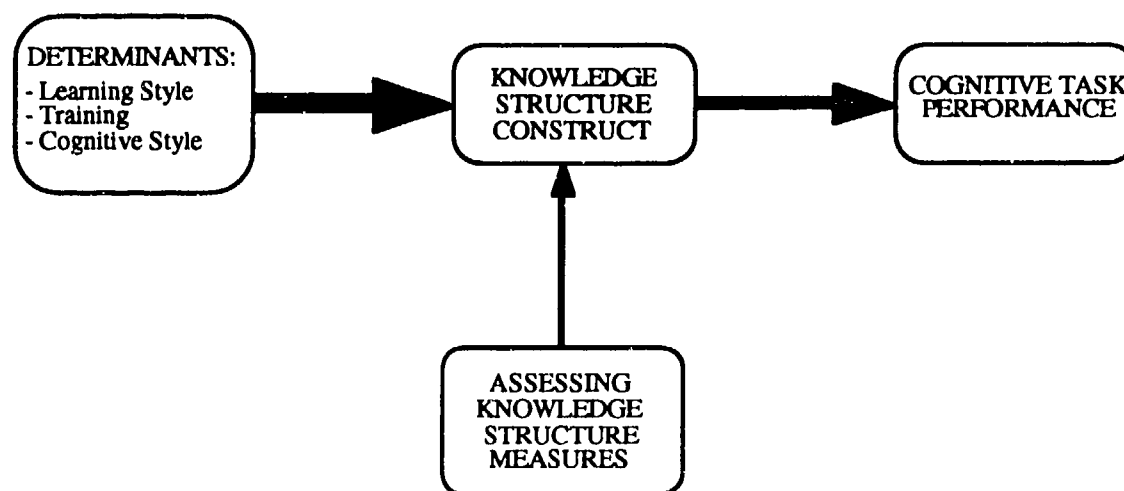 DETERMINANTS:
- Learning Style
- Training
- Cognitive Style
KNOWLEDGE
STRUCTURE
CONSTRUCT
COGNITIVE TASK
PERFORMANCE
ASSESSING
KNOWLEDGE
STRUCTURE
MEASURES